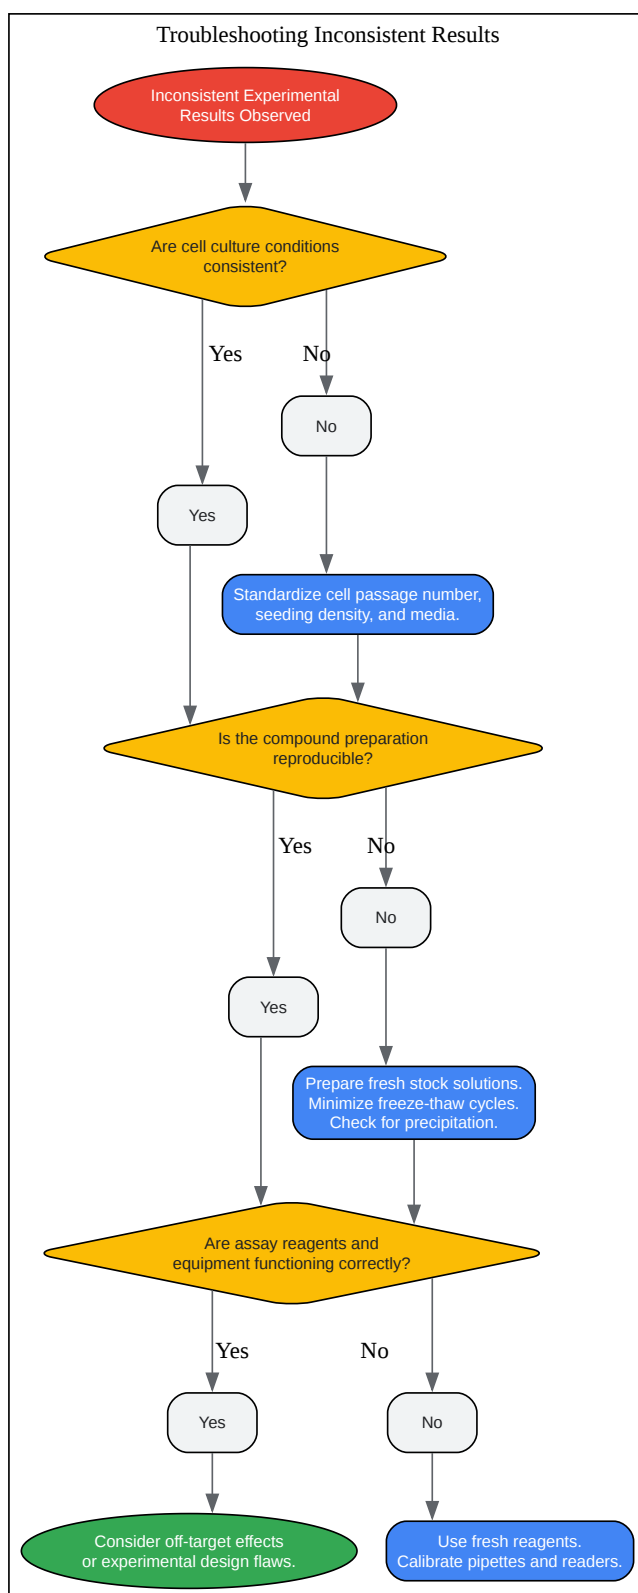 Troubleshooting Inconsistent Results
Inconsistent Experimental
Results Observed
Are cell culture conditions
consistent?
Yes
No
No
Yes
Standardize cell passage number,
seeding density, and media.
Is the compound preparation
reproducible?
Yes
No
No
Yes
Prepare fresh stock solutions.
Minimize freeze-thaw cycles.
Check for precipitation.
Are assay reagents and
equipment functioning correctly?
Yes
No
Yes
No
Consider off-target effects
or experimental design flaws.
Use fresh reagents.
Calibrate pipettes and readers.